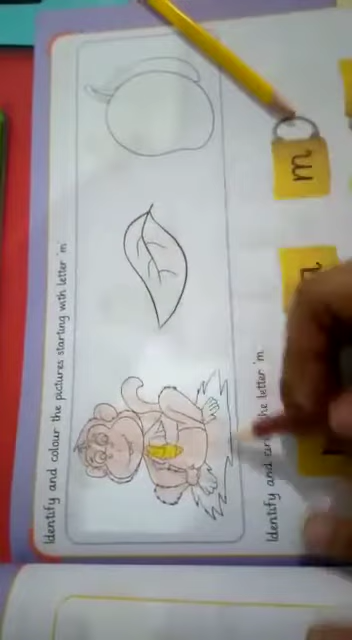 Identify and colour the pictures starting with letter 'm
Identify and the letter 'm.
m